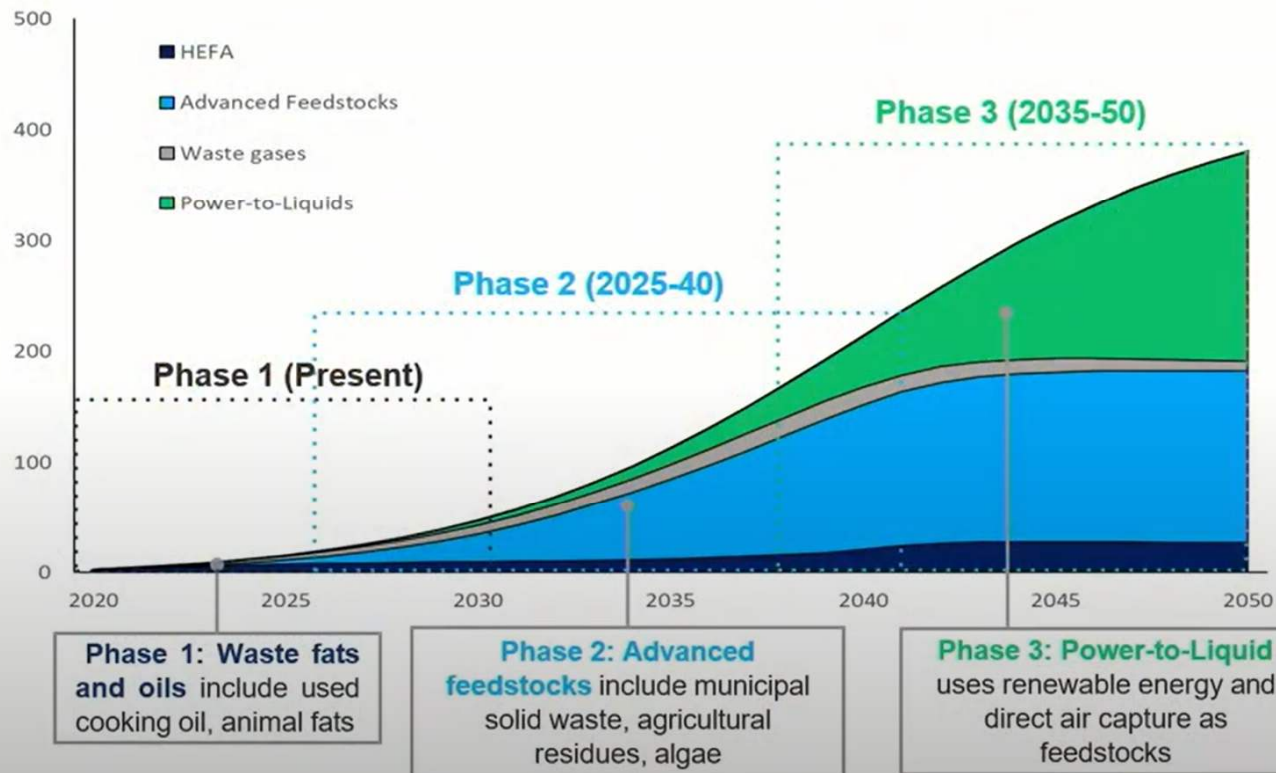 500
HEFA
Advanced Feedstocks
400
Phase 3 (2035-50)
Waste gases
Power-to-Liquids
300
Phase 2 (2025-40)
200
Phase 1 (Present)
100
0
2020 2025 2030 2035 2040 2045 2050
Phase 1: Waste fats
and oils include used
cooking oil, animal fats
Phase 2: Advanced
feedstocks include municipal
solid waste, agricultural
residues, algae
Phase 3: Power-to-Liquid
uses renewable energy and
direct air capture as
feedstocks